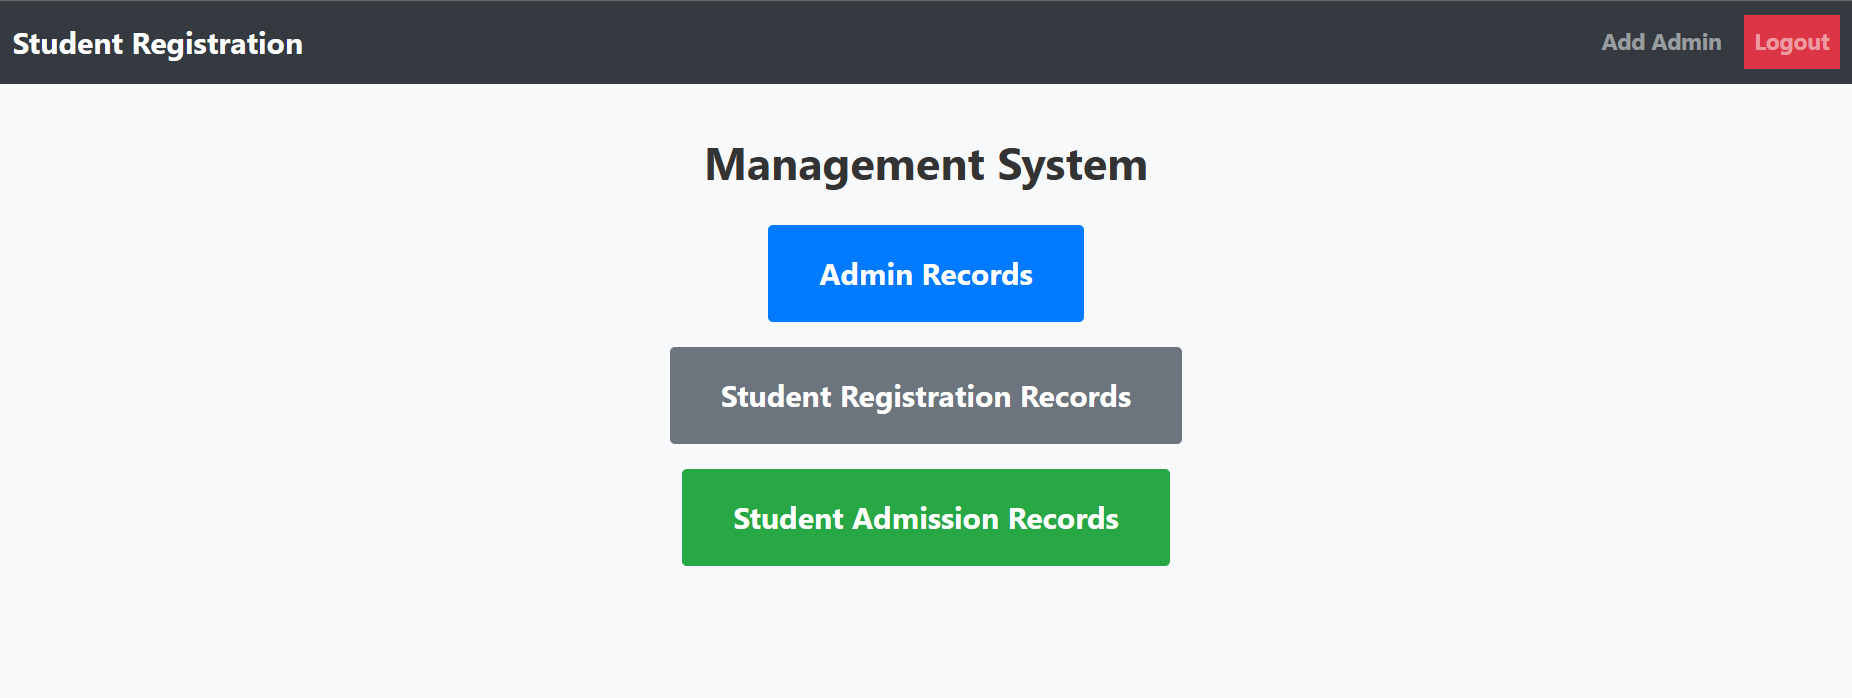 Student Registration
Add Admin
Logout
Management System
Admin Records
Student Registration Records
Student Admission Records